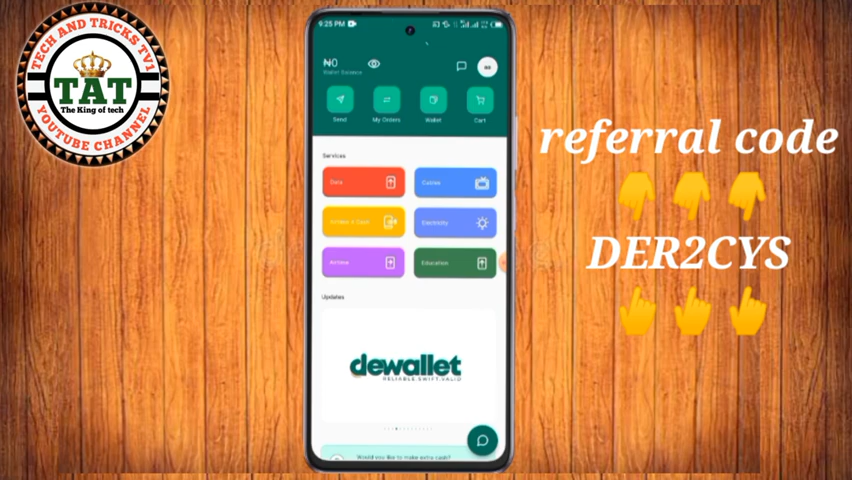 TECH AND TRICKS TV1
TAT
The King of tech
YOUTUBE CHANNEL
9:25 PM
₦0
Wallet Balance
Send
My Orders
Wallet
Cart
Services
Data
Cables
Airtime 2 Cash
Electricity
Airtime
Education
Updates
dewallet
RELIABLE.SWIFT.SALID
Would you like to make extra cash?
referral code
👇👇👇
DER2CYS
👆👆👆